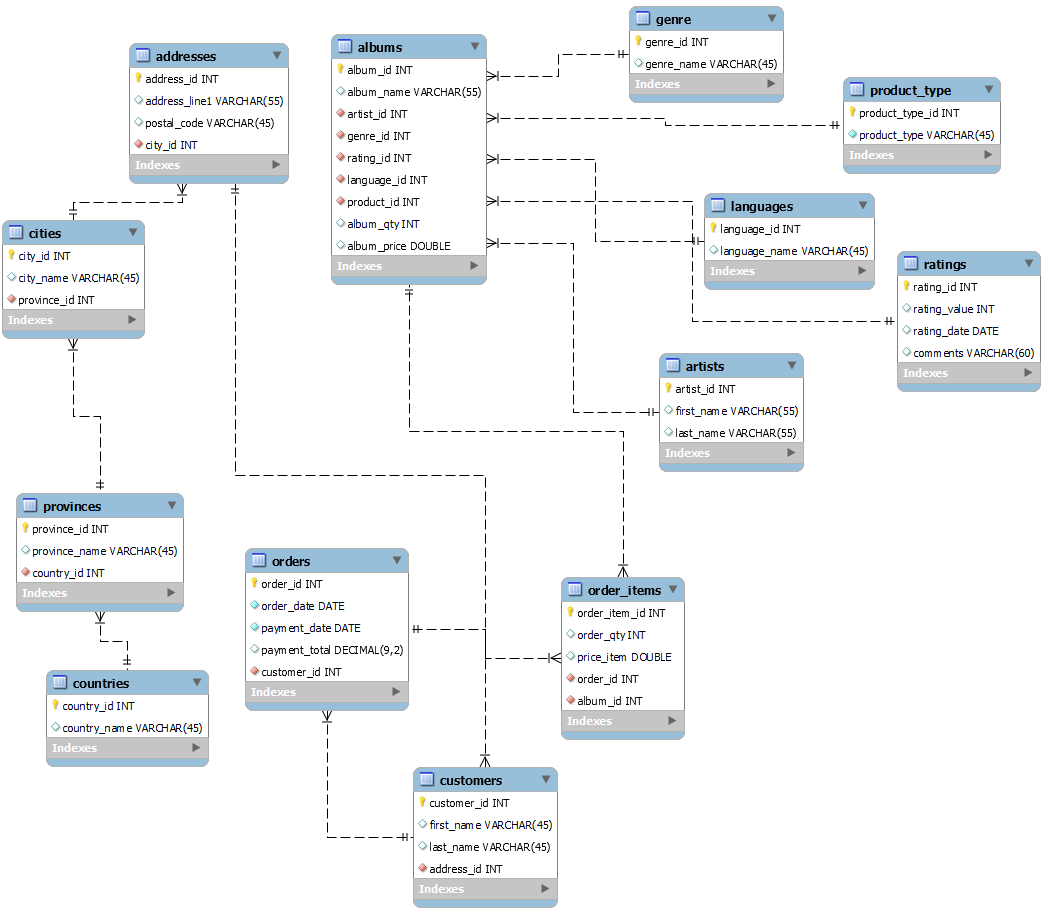 genre
genre_id INT
genre_name VARCHAR(45)
Indexes
addresses
address_id INT
address_line1 VARCHAR(55)
postal_code VARCHAR(45)
city_id INT
Indexes
albums
album_id INT
album_name VARCHAR(55)
artist_id INT
genre_id INT
rating_id INT
language_id INT
product_id INT
album_qty INT
album_price DOUBLE
Indexes
product_type
product_type_id INT
product_type VARCHAR(45)
Indexes
languages
language_id INT
language_name VARCHAR(45)
Indexes
cities
city_id INT
city_name VARCHAR(45)
province_id INT
Indexes
ratings
rating_id INT
rating_value INT
rating_date DATE
comments VARCHAR(60)
Indexes
artists
artist_id INT
first_name VARCHAR(55)
last_name VARCHAR(55)
Indexes
provinces
province_id INT
province_name VARCHAR(45)
country_id INT
Indexes
orders
order_id INT
order_date DATE
payment_date DATE
payment_total DECIMAL(9,2)
customer_id INT
Indexes
order_items
order_item_id INT
order_qty INT
price_item DOUBLE
order_id INT
album_id INT
Indexes
countries
country_id INT
country_name VARCHAR(45)
Indexes
customers
customer_id INT
first_name VARCHAR(45)
last_name VARCHAR(45)
address_id INT
Indexes